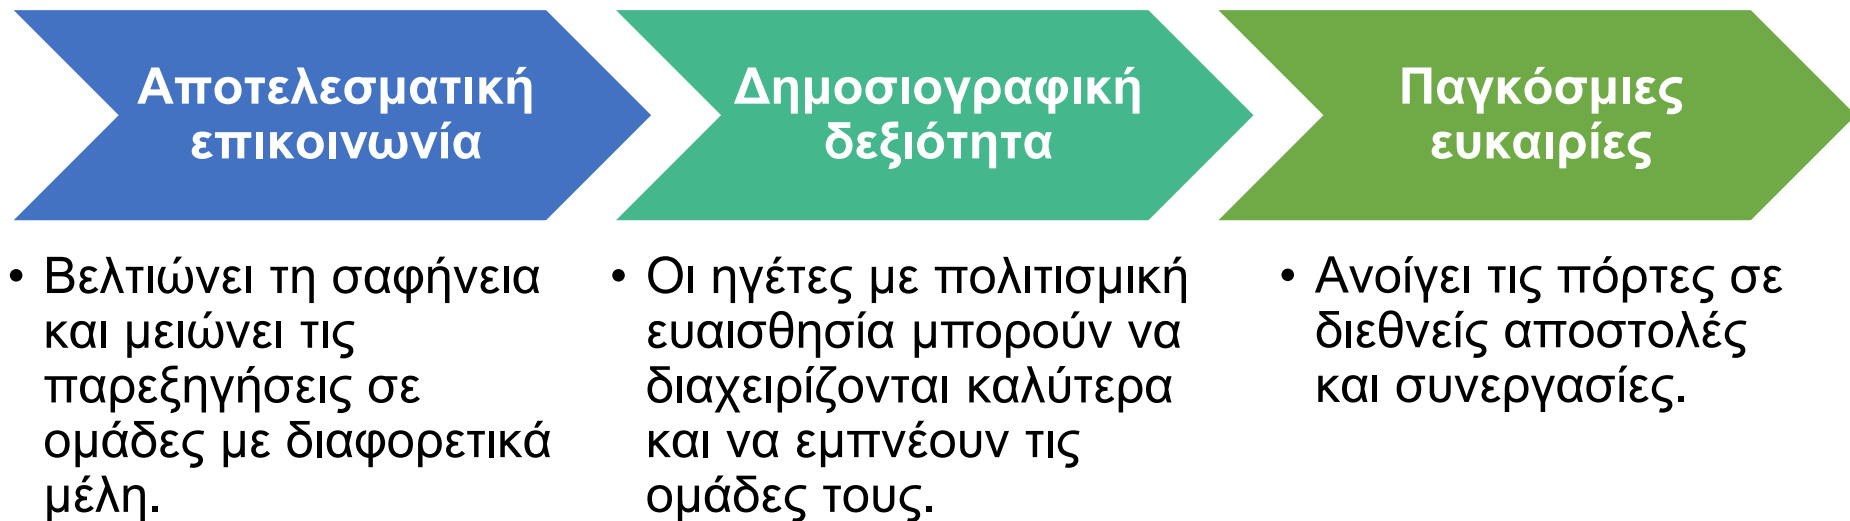 Αποτελεσματική
επικοινωνία
• Βελτιώνει τη σαφήνεια
και μειώνει τις
παρεξηγήσεις σε
ομάδες με διαφορετικά
μέλη.
Δημοσιογραφική
δεξιότητα
• Οι ηγέτες με πολιτισμική
ευαισθησία μπορούν να
διαχειρίζονται καλύτερα
και να εμπνέουν τις
ομάδες τους.
Παγκόσμιες
ευκαιρίες
• Ανοίγει τις πόρτες σε
διεθνείς αποστολές
και συνεργασίες.